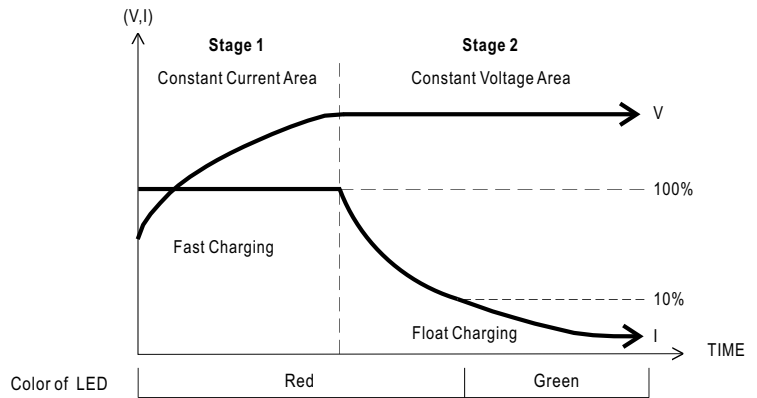 (V,I)
Stage 1
Stage 2
Constant Current Area
Constant Voltage Area
V
100%
Fast Charging
10%
Float Charging
I
TIME
Color of LED
Red
Green